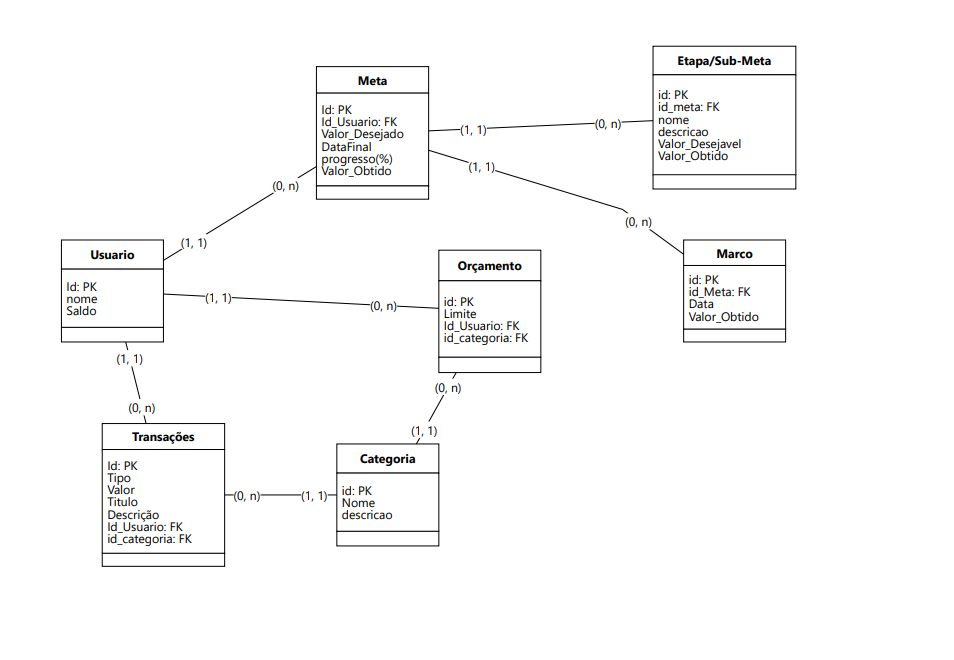 Meta
Id: PK
Id_Usuario: FK
Valor_Desejado
DataFinal
progresso(%)
Valor_Obtido
Etapa/Sub-Meta
id: PK
id_meta: FK
nome
descricao
Valor_Desejavel
Valor_Obtido
(1, 1)
(0, n)
(1, 1)
(0, n)
(0, n)
(1, 1)
Usuario
Id: PK
nome
Saldo
(1, 1)
(0, n)
Orçamento
id: PK
Limite
Id_Usuario: FK
id_categoria: FK
Marco
id: PK
id_Meta: FK
Data
Valor_Obtido
(1, 1)
(0, n)
(0, n)
(1, 1)
Transações
Id: PK
Tipo
Valor
Titulo
Descrição
Id_Usuario: FK
id_categoria: FK
(0, n)
(1, 1)
Categoria
id: PK
Nome
descricao